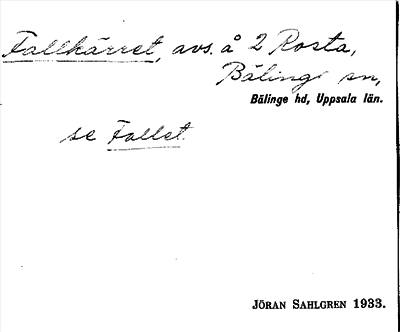 Fallkärret, avs. å 2 Rosta,
Bälinge sn,
Bälinge hd, Uppsala län.
se Fallet.
JÖRAN SAHLGREN 1933.